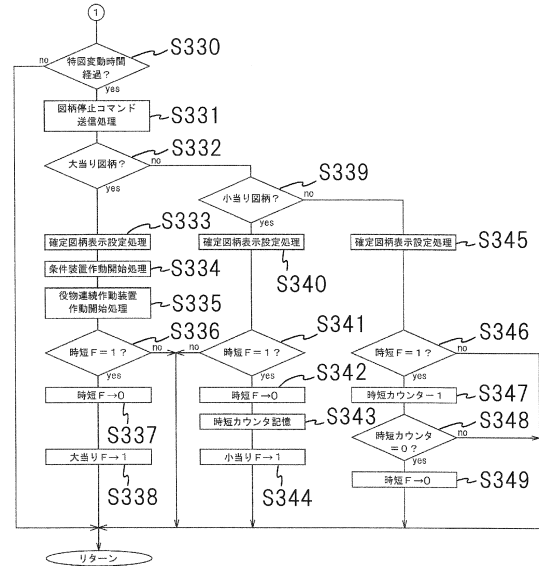 1
S330
特図変動時間
経過？
no
yes
図柄停止コマンド
送信処理
S331
大当り図柄？
S332
no
yes
小当り図柄？
S339
no
yes
S333
確定図柄表示設定処理
確定図柄表示設定処理
S340
確定図柄表示設定処理
S345
条件装置作動開始処理
S334
役物連続作動装置
作動開始処理
S335
S336
時短F=1？
no
yes
S341
時短F=1？
no
yes
S346
時短F=1？
no
yes
時短F→0
S337
時短F→0
S342
時短カウンター1
S347
時短カウンタ記憶
S343
時短カウンタ
=0？
S348
no
yes
大当りF→1
S338
小当りF→1
S344
時短F→0
S349
リターン